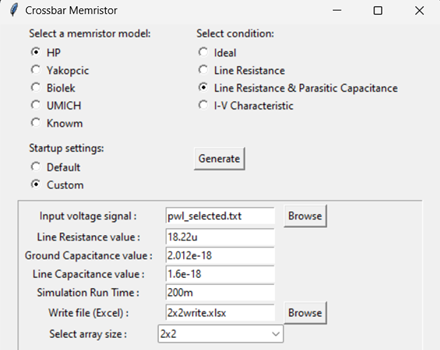 Crossbar Memristor
Select a memristor model: Select condition:
HP Ideal
Yakopcic Line Resistance
Biolek Line Resistance & Parasitic Capacitance
UMICH I-V Characteristic
Knowm
Startup settings:
Default Generate
Custom
Input voltage signal : pwl_selected.txt Browse
Line Resistance value : 18.22u
Ground Capacitance value : 2.012e-18
Line Capacitance value : 1.6e-18
Simulation Run Time : 200m
Write file (Excel) : 2x2write.xlsx Browse
Select array size : 2x2